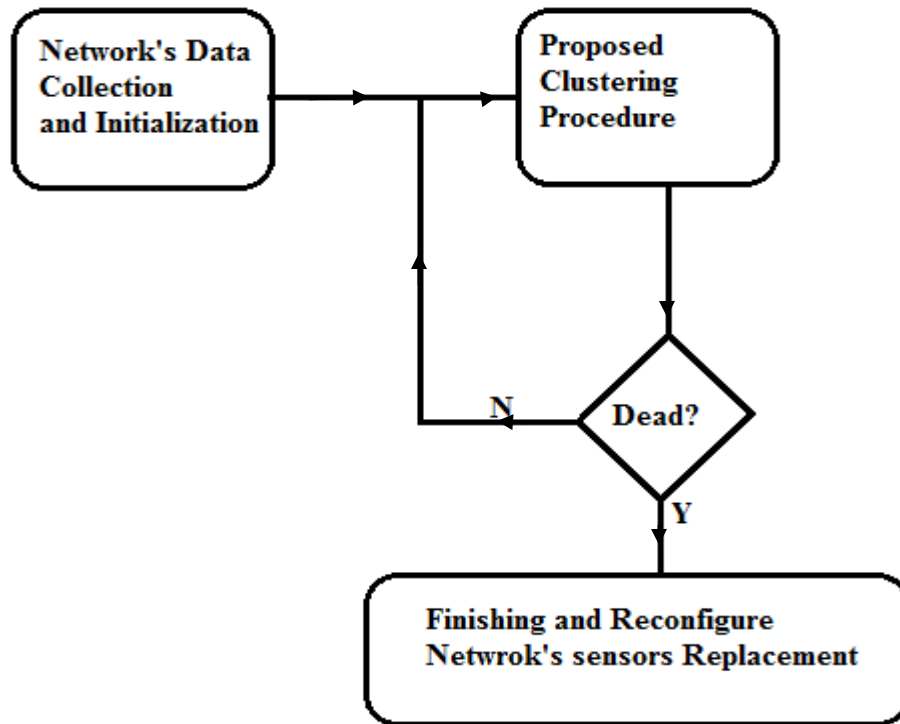 Network's Data
Collection
and Initialization
Proposed
Clustering
Procedure
Dead?
N
Y
Finishing and Reconfigure
Netwrok's sensors Replacement